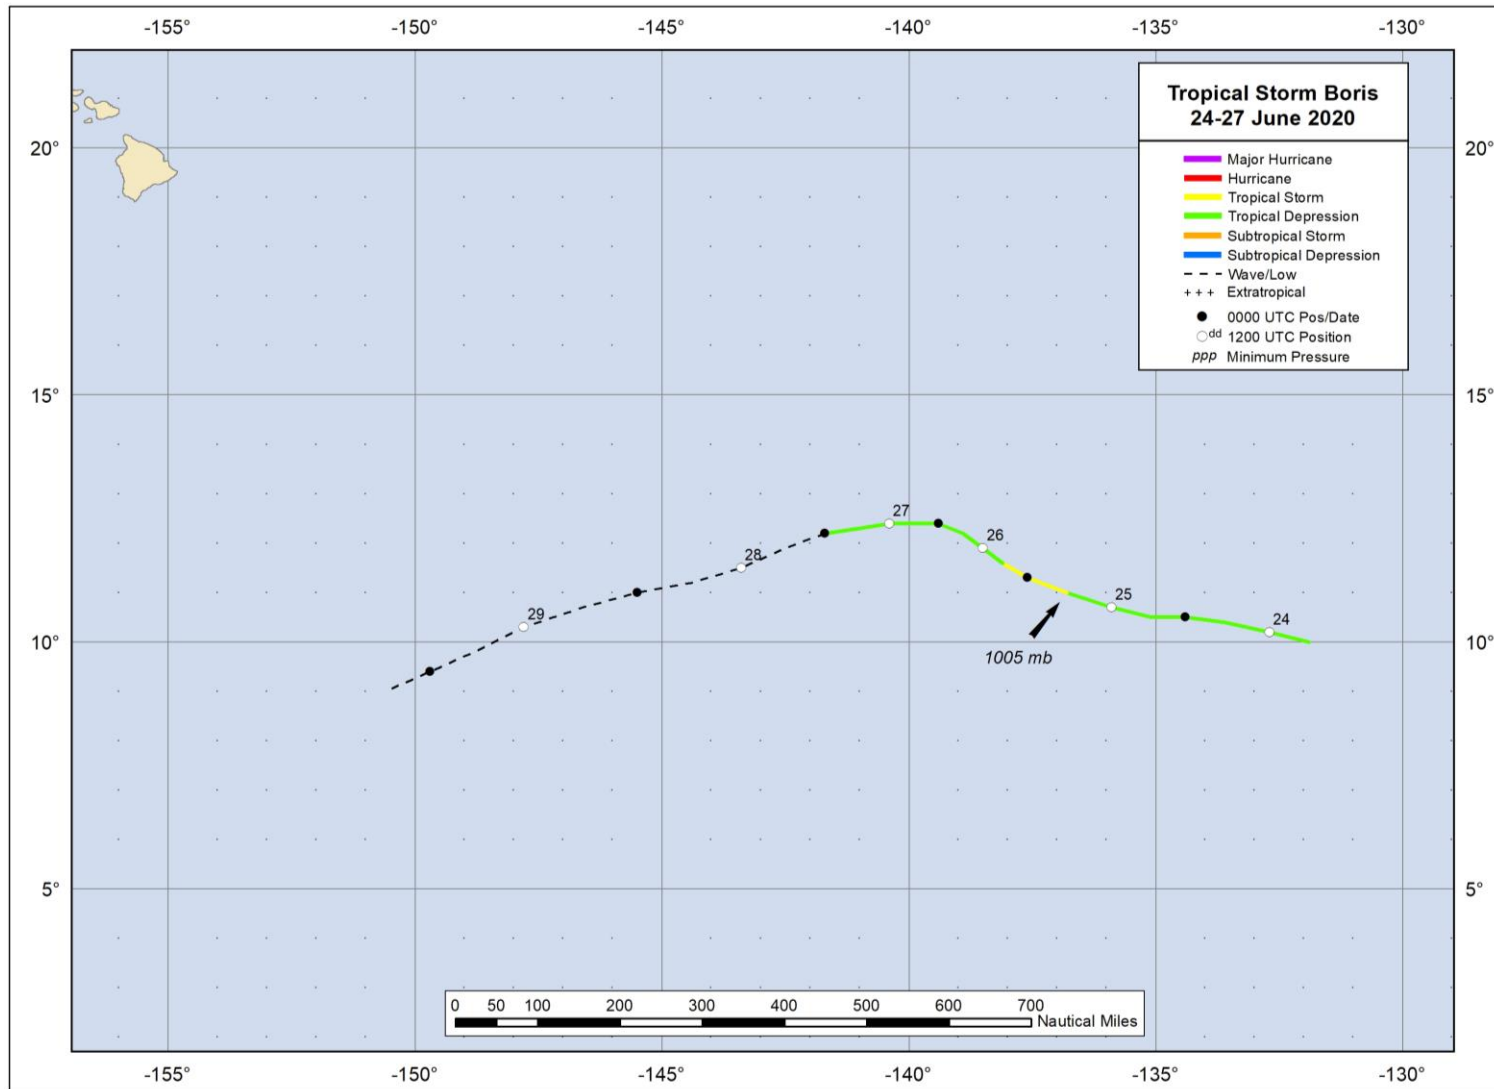 -155° -150° -145° -140° -135° -130°
Tropical Storm Boris
24-27 June 2020
Major Hurricane
Hurricane
Tropical Storm
Tropical Depression
Subtropical Storm
Subtropical Depression
Wave/Low
+++ Extratropical
0000 UTC Pos/Date
dd 1200 UTC Position
ppp Minimum Pressure
20° 20°
15° 15°
27
26
28
25
29
24
10° 10°
1005 mb
5° 5°
0 50 100 200 300 400 500 600 700
Nautical Miles
-155° -150° -145° -140° -135° -130°